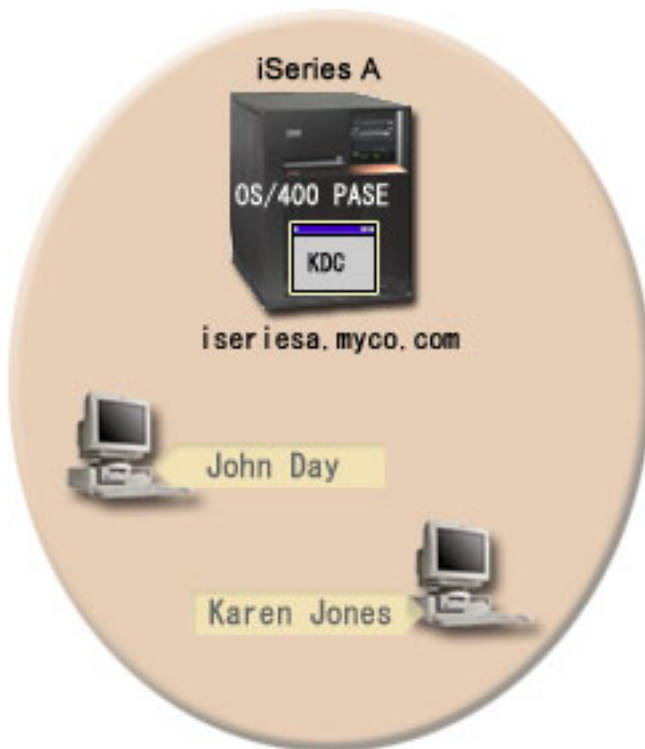 iSeries A
OS/400 PASE
KDC
iseriesa.myco.com
John Day
Karen Jones